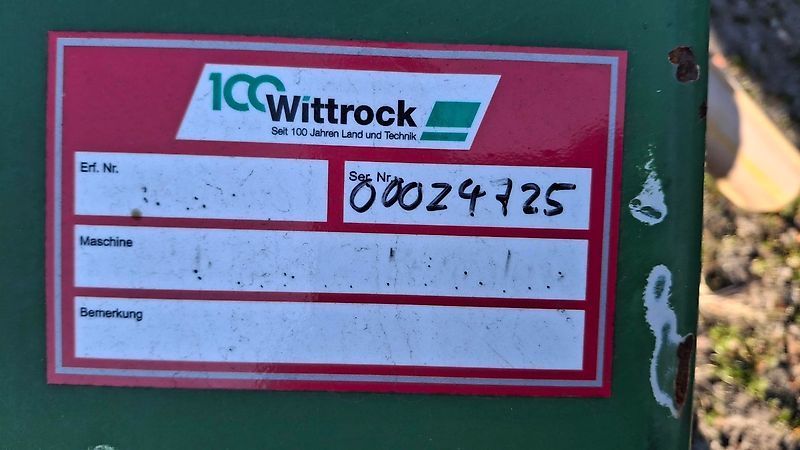 100 Wittrock
Seit 100 Jahren Land und Technik
Erf. Nr.
Ser. Nr.
00024725
Maschine
Bemerkung